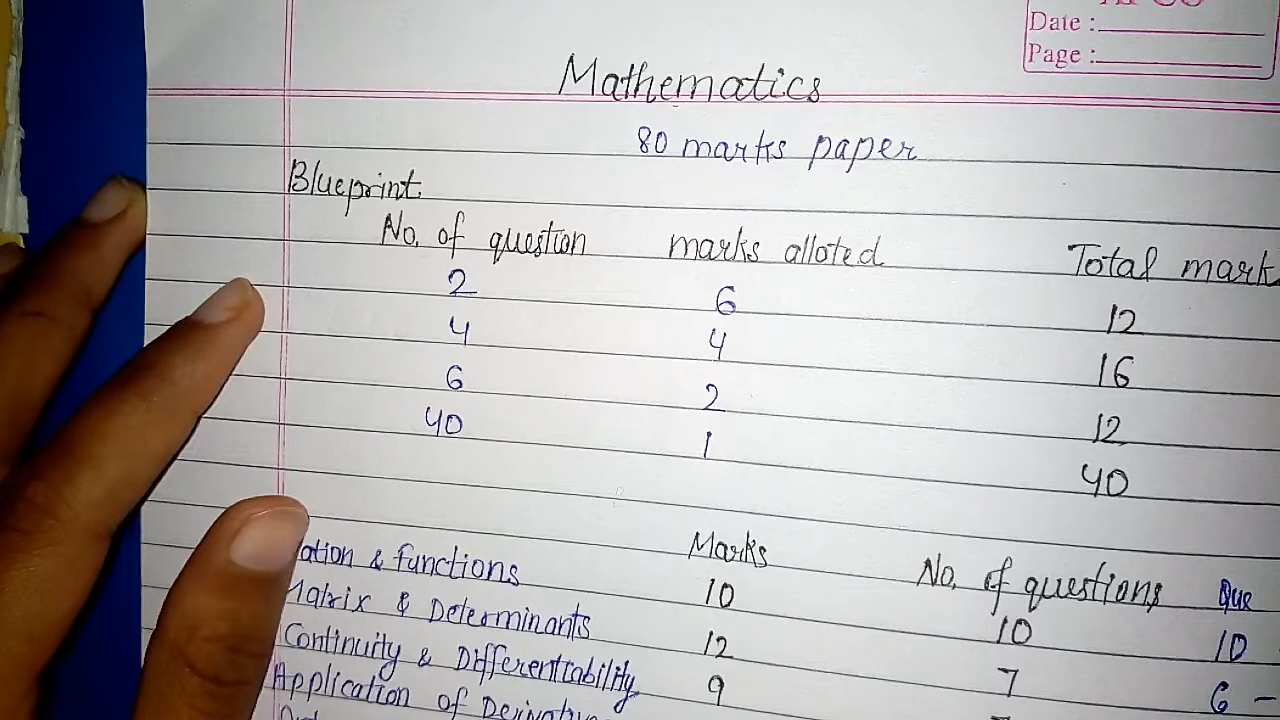 Date :
Page :
Mathematics
80 marks paper
Blueprint
No. of question marks alloted Total mark
2 6 12
4 4 16
6 2 12
40 1 40
Marks No. of questions Que
ation & functions 10 10 10
Matrix & Determinants 12 7 6 -
Continuity & Differentiability 9
Application of